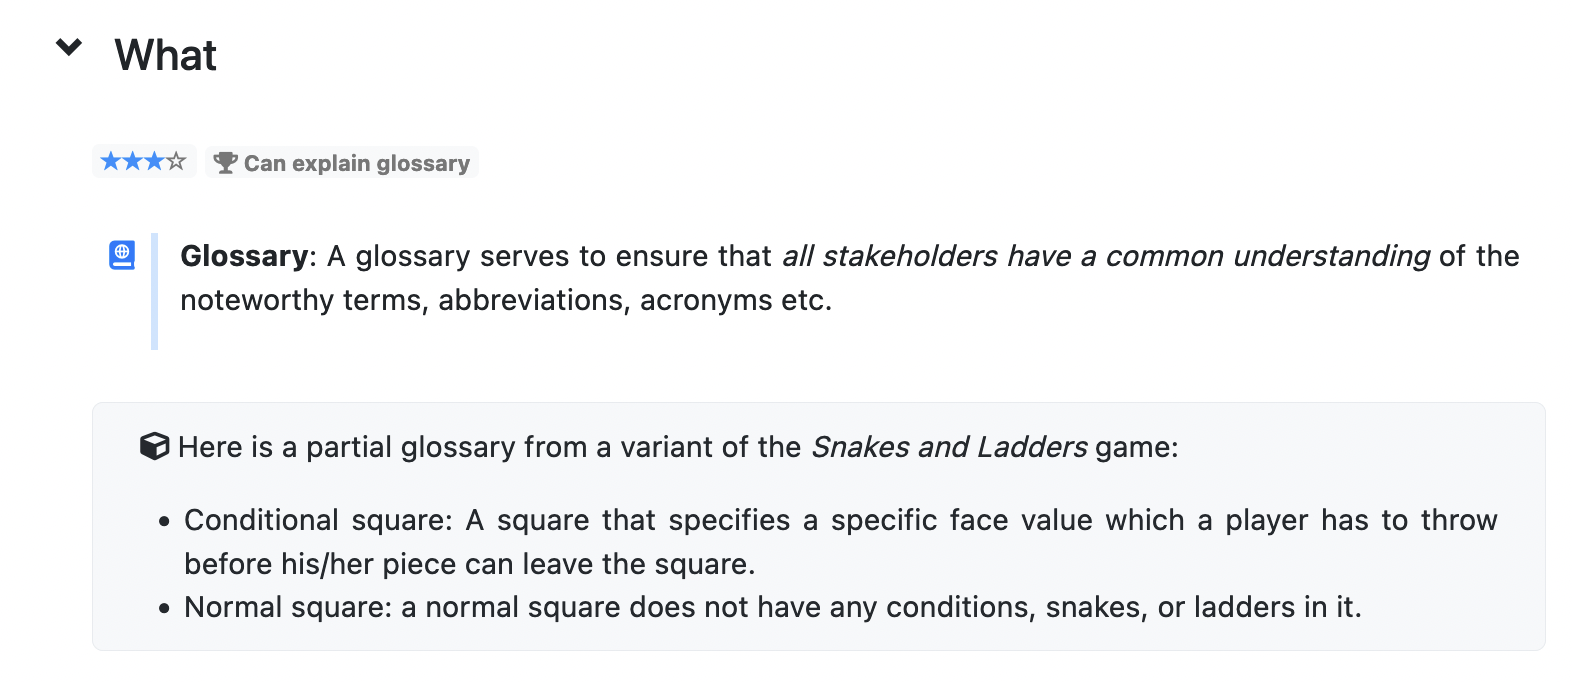 What
Can explain glossary
Glossary: A glossary serves to ensure that all stakeholders have a common understanding of the
noteworthy terms, abbreviations, acronyms etc.
Here is a partial glossary from a variant of the Snakes and Ladders game:
• Conditional square: A square that specifies a specific face value which a player has to throw
before his/her piece can leave the square.
• Normal square: a normal square does not have any conditions, snakes, or ladders in it.